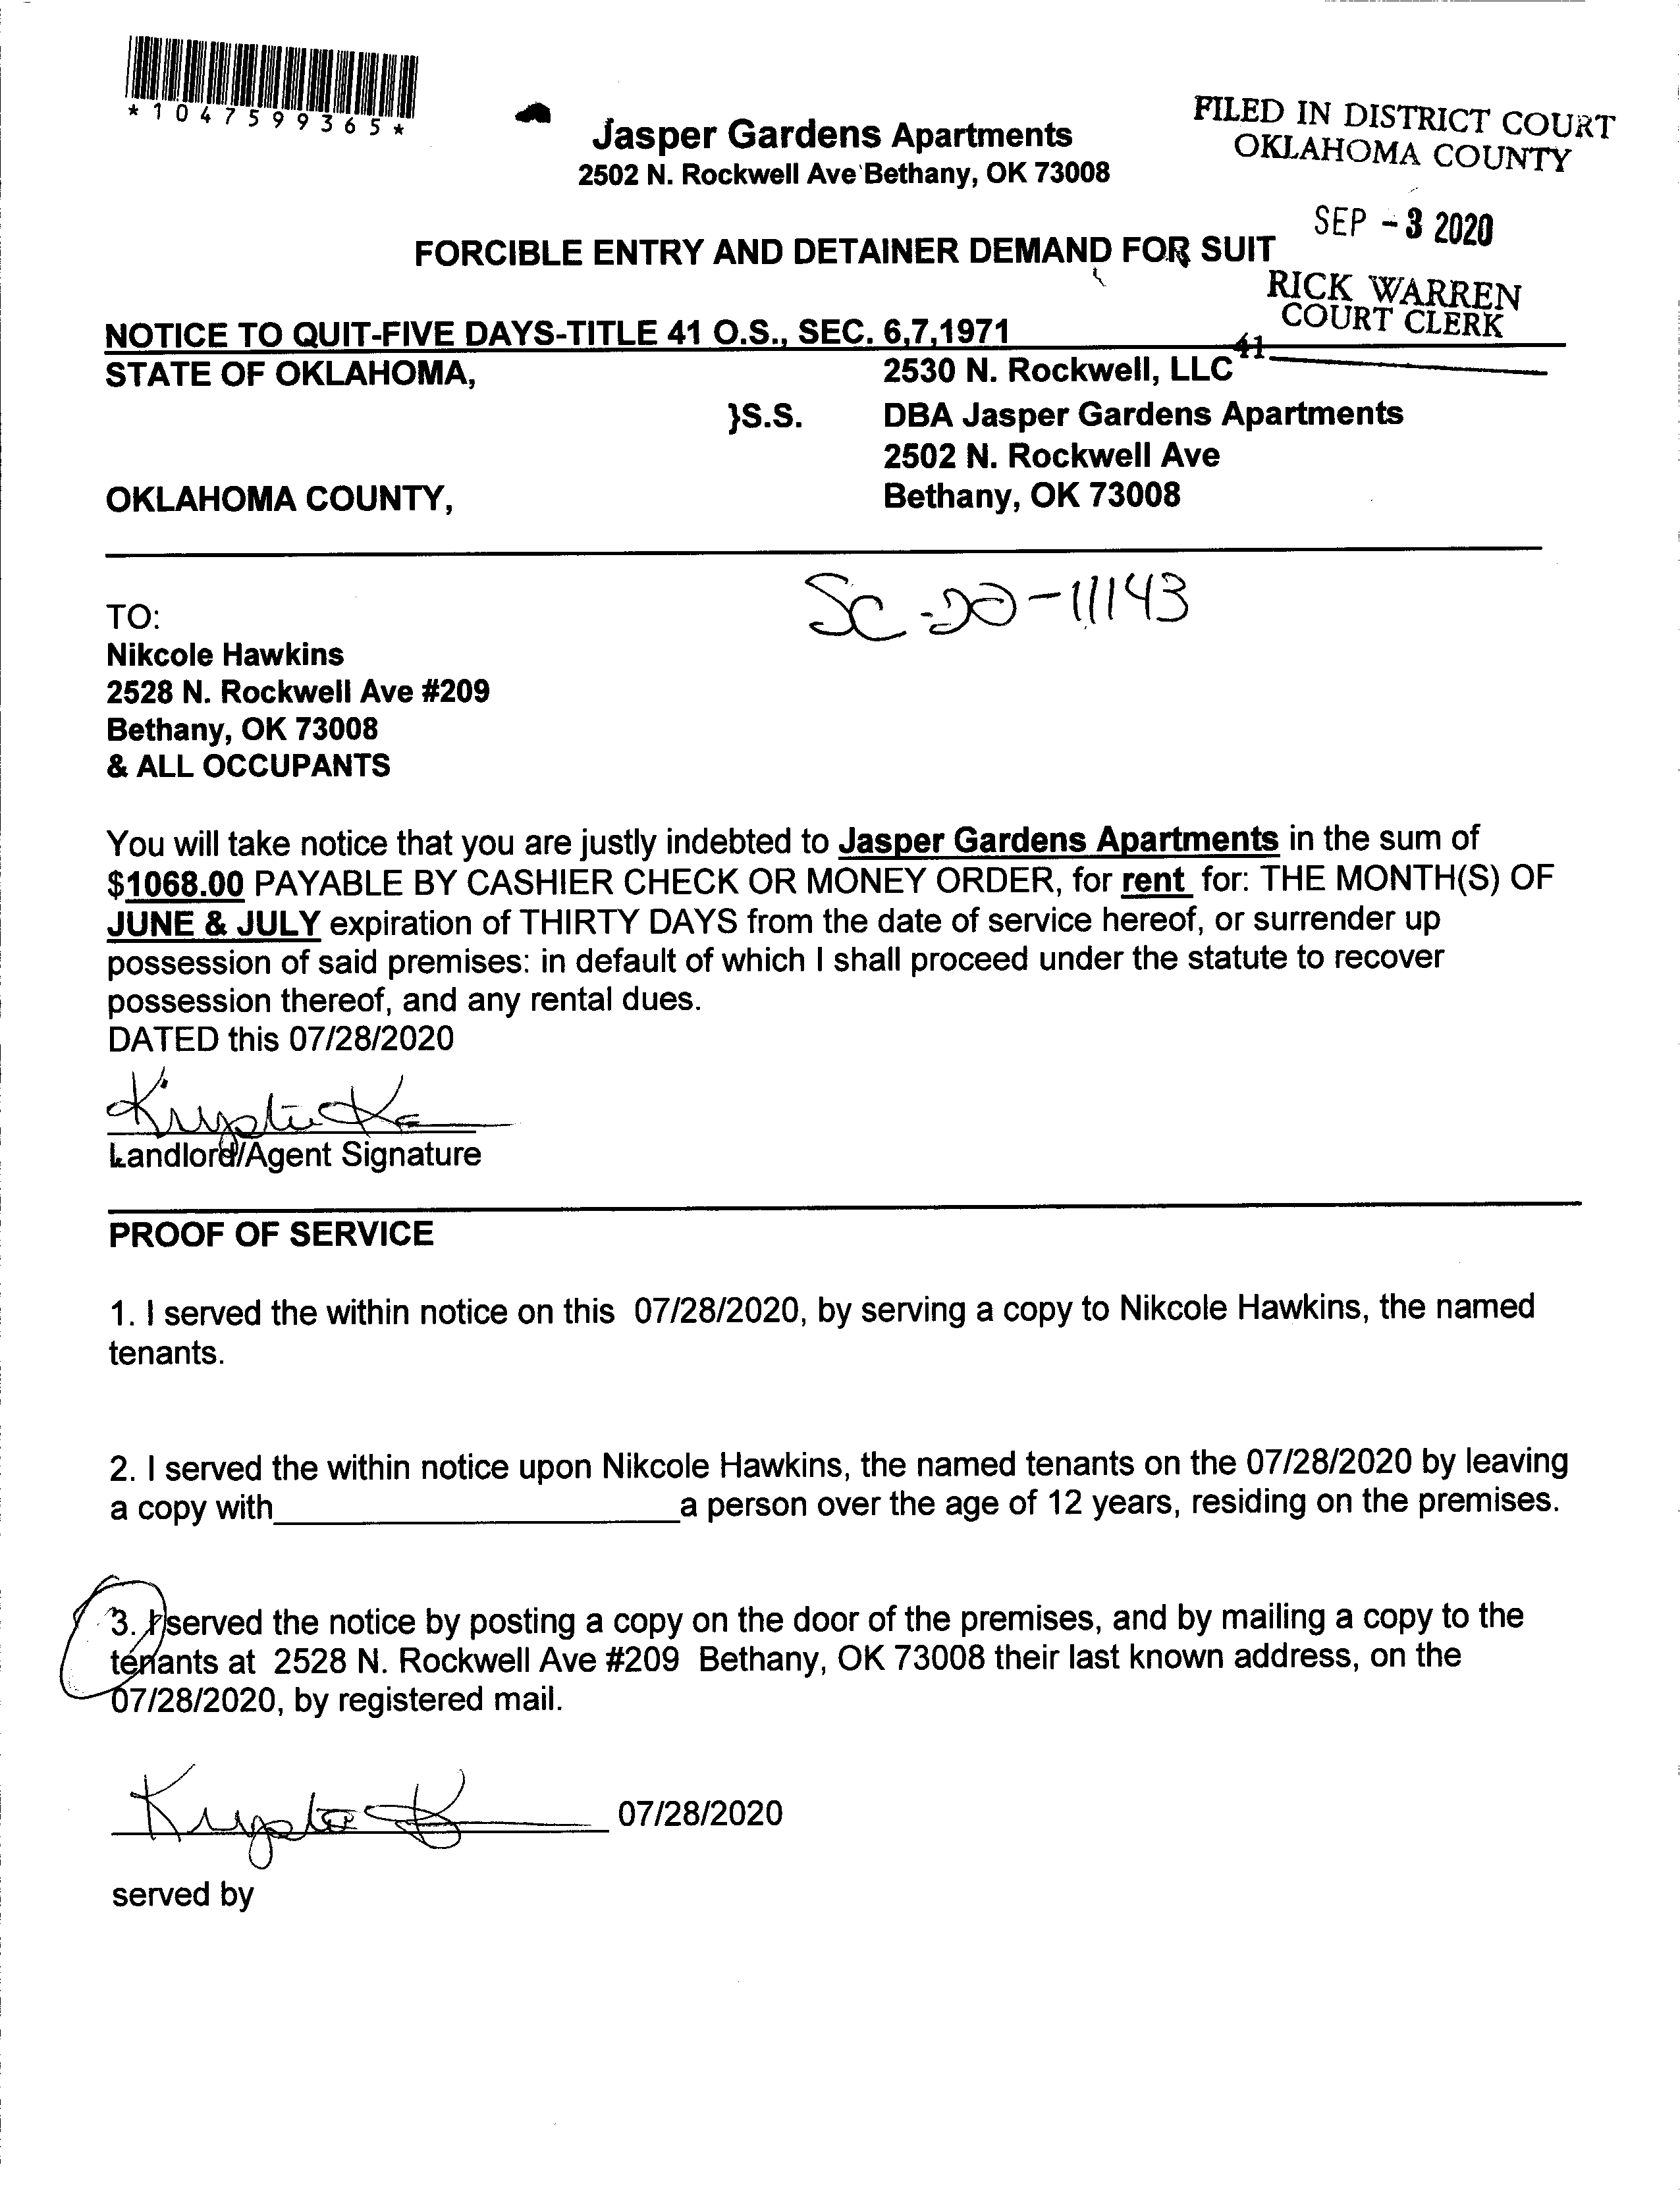 *1047599365*
Jasper Gardens Apartments
2502 N. Rockwell Ave Bethany, OK 73008
FILED IN DISTRICT COURT
OKLAHOMA COUNTY
SEP - 3 2020
FORCIBLE ENTRY AND DETAINER DEMAND FOR SUIT
RICK WARREN
COURT CLERK
41
NOTICE TO QUIT-FIVE DAYS-TITLE 41 O.S., SEC. 6,7,1971
STATE OF OKLAHOMA,
2530 N. Rockwell, LLC
}S.S.
DBA Jasper Gardens Apartments
2502 N. Rockwell Ave
OKLAHOMA COUNTY,
Bethany, OK 73008
SC-20-11143
TO:
Nikcole Hawkins
2528 N. Rockwell Ave #209
Bethany, OK 73008
& ALL OCCUPANTS
You will take notice that you are justly indebted to Jasper Gardens Apartments in the sum of
$1068.00 PAYABLE BY CASHIER CHECK OR MONEY ORDER, for rent for: THE MONTH(S) OF
JUNE & JULY expiration of THIRTY DAYS from the date of service hereof, or surrender up
possession of said premises: in default of which I shall proceed under the statute to recover
possession thereof, and any rental dues.
DATED this 07/28/2020
Landlord/Agent Signature
PROOF OF SERVICE
1. I served the within notice on this 07/28/2020, by serving a copy to Nikcole Hawkins, the named
tenants.
2. I served the within notice upon Nikcole Hawkins, the named tenants on the 07/28/2020 by leaving
a copy with____________________a person over the age of 12 years, residing on the premises.
3. I served the notice by posting a copy on the door of the premises, and by mailing a copy to the
tenants at 2528 N. Rockwell Ave #209 Bethany, OK 73008 their last known address, on the
07/28/2020, by registered mail.
07/28/2020
served by